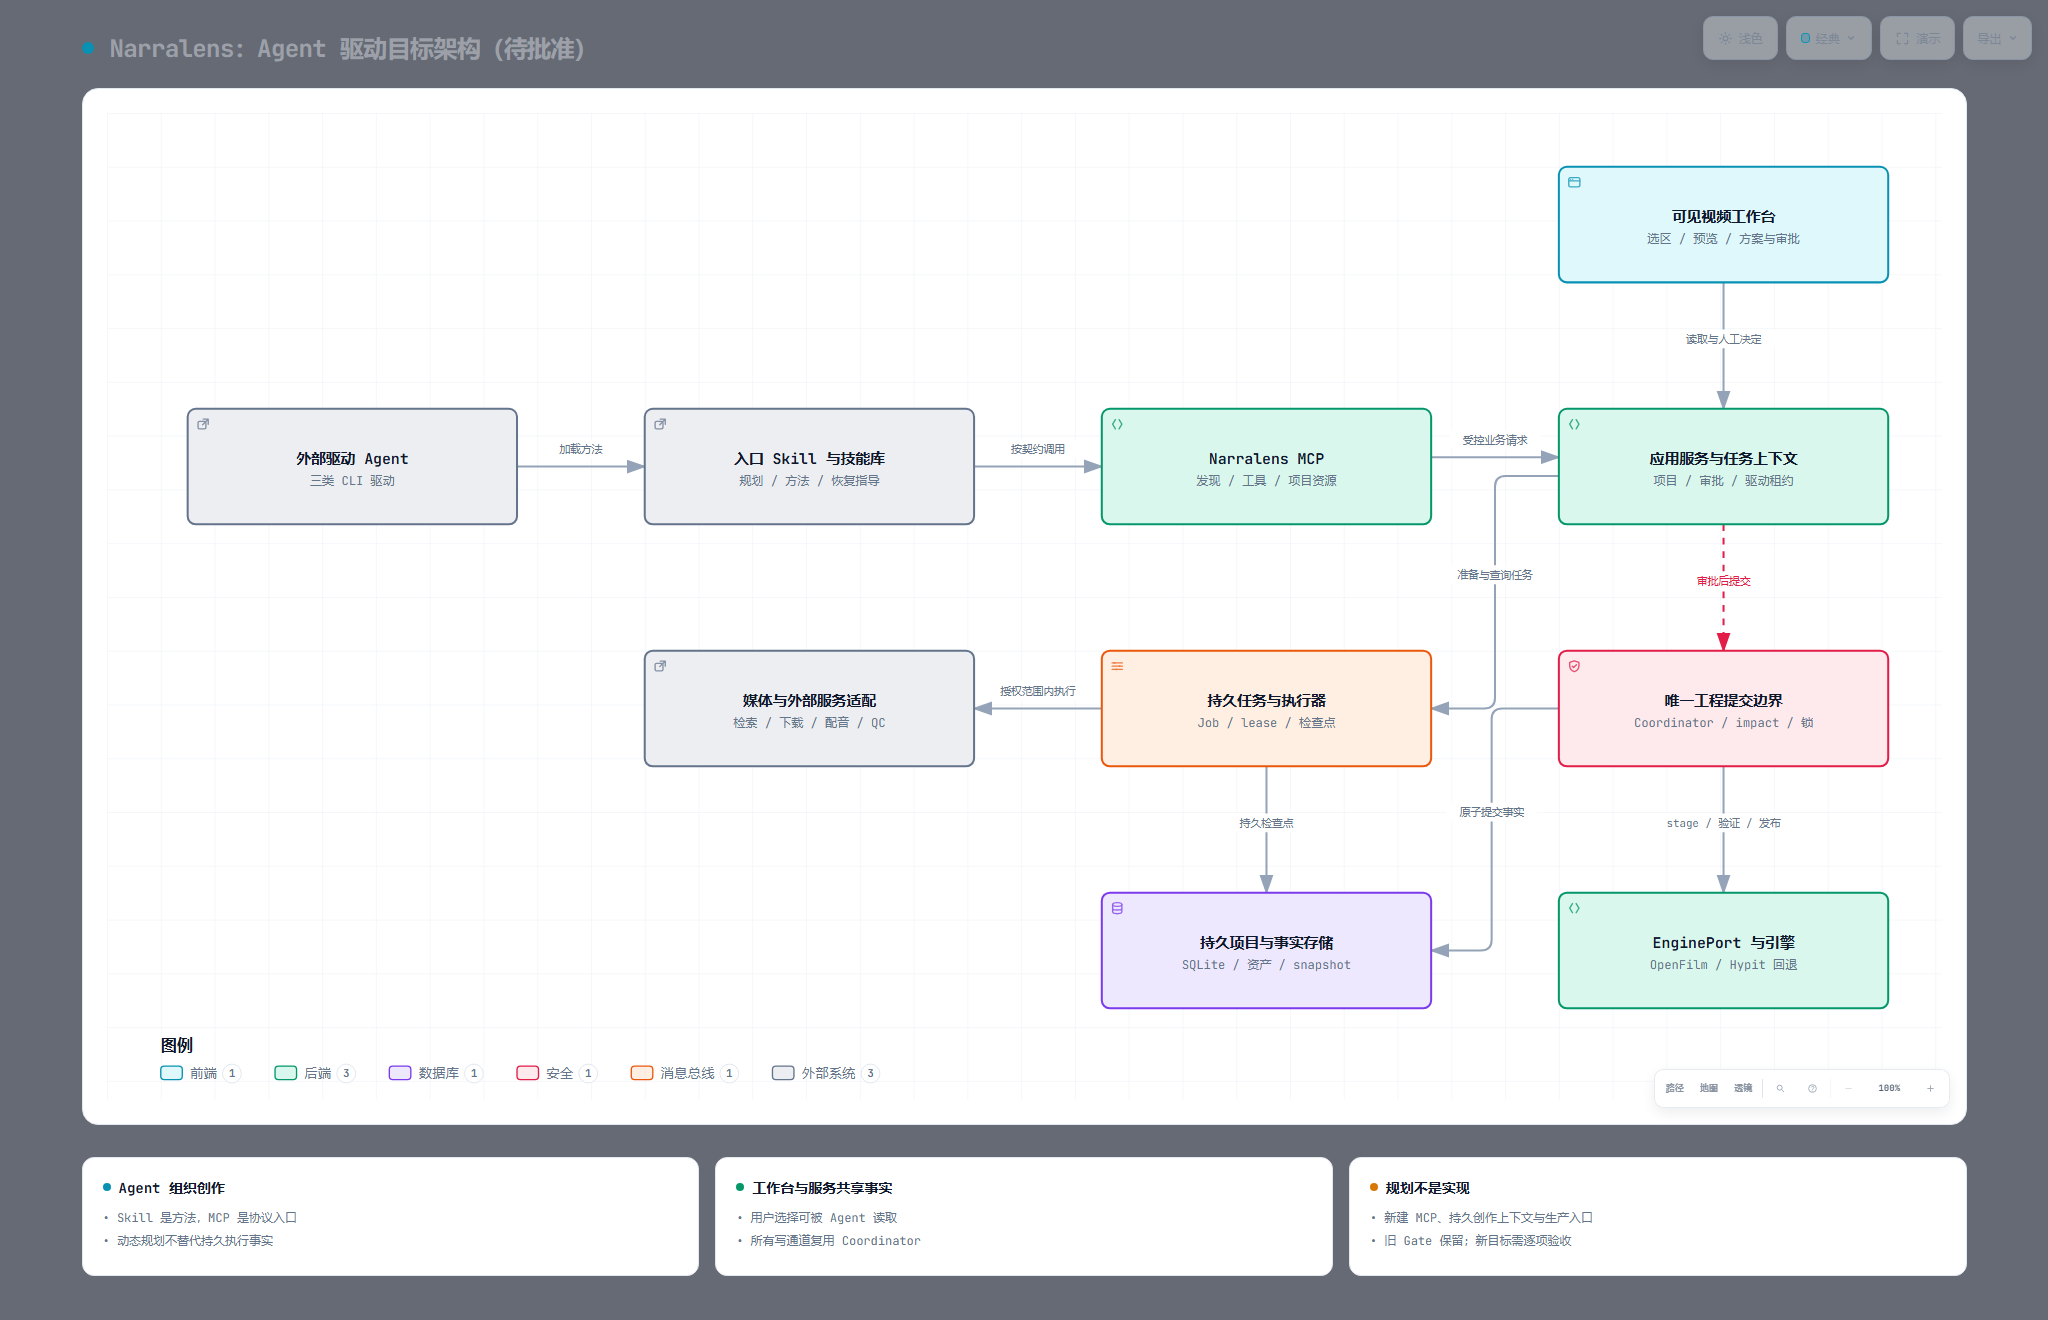 Narralens: Agent 驱动目标架构 (待批准)
浅色
经典
演示
导出
可见视频工作台
选区 / 预览 / 方案与审批
读取与人工决定
外部驱动 Agent
三类 CLI 驱动
加载方法
入口 Skill 与技能库
规划 / 方法 / 恢复指导
按契约调用
Narralens MCP
发现 / 工具 / 项目资源
受控业务请求
应用服务与任务上下文
项目 / 审批 / 驱动租约
准备与查询任务
审批后提交
媒体与外部服务适配
检索 / 下载 / 配音 / QC
授权范围内执行
持久任务与执行器
Job / lease / 检查点
唯一工程提交边界
Coordinator / impact / 锁
持久检查点
原子提交事实
stage / 验证 / 发布
持久项目与事实存储
SQLite / 资产 / snapshot
EnginePort 与引擎
OpenFilm / Hypit 回退
图例
前端 1
后端 3
数据库 1
安全 1
消息总线 1
外部系统 3
路径
地图
透镜
100%
Agent 组织创作
• Skill 是方法，MCP 是协议入口
• 动态规划不替代持久执行事实
工作台与服务共享事实
• 用户选择可被 Agent 读取
• 所有写通道复用 Coordinator
规划不是实现
• 新建 MCP、持久创作上下文与生产入口
• 旧 Gate 保留；新目标需逐项验收